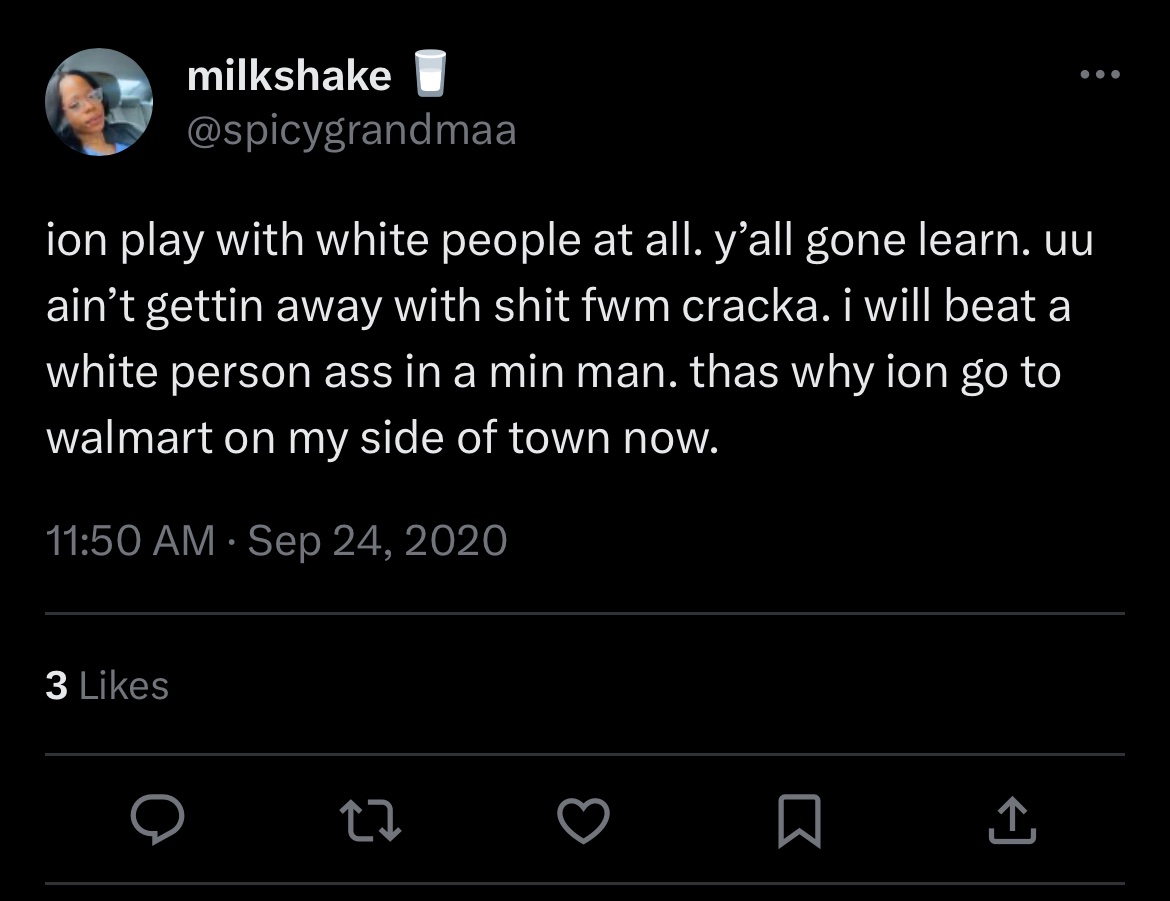 milkshake 🥛
@spicygrandmaa
ion play with white people at all. y’all gone learn. uu
ain’t gettin away with shit fwm cracka. i will beat a
white person ass in a min man. thas why ion go to
walmart on my side of town now.
11:50 AM · Sep 24, 2020
3 Likes